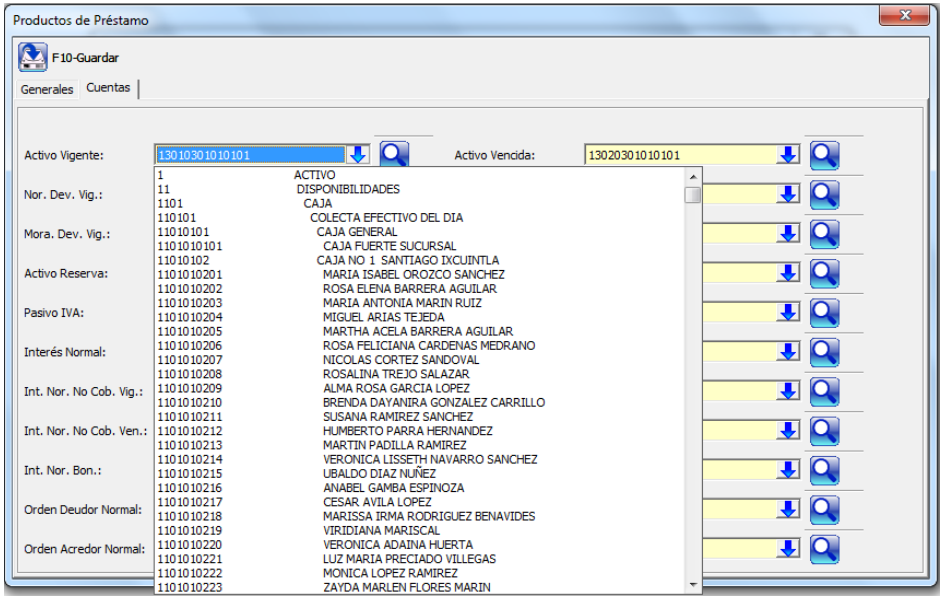 Productos de Préstamo
F10-Guardar
Generales Cuentas
Activo Vigente: 13010301010101 Activo Vencida: 13020301010101
1 ACTIVO
Nor. Dev. Vig.: 11 DISPONIBILIDADES
1101 CAJA
110101 COLECTA EFECTIVO DEL DIA
Mora. Dev. Vig.: 11010101 CAJA GENERAL
1101010101 CAJA FUERTE SUCURSAL
11010102 CAJA NO 1 SANTIAGO IXCUINTLA
Activo Reserva: 1101010201 MARIA ISABEL OROZCO SANCHEZ
1101010202 ROSA ELENA BARRERA AGUILAR
1101010203 MARIA ANTONIA MARIN RUIZ
Pasivo IVA: 1101010204 MIGUEL ARIAS TEJEDA
1101010205 MARTHA ACELA BARRERA AGUILAR
1101010206 ROSA FELICIANA CARDENAS MEDRANO
Interés Normal: 1101010207 NICOLAS CORTEZ SANDOVAL
1101010208 ROSALINA TREJO SALAZAR
Int. Nor. No Cob. Vig.: 1101010209 ALMA ROSA GARCIA LOPEZ
1101010210 BRENDA DAYANIRA GONZALEZ CARRILLO
1101010211 SUSANA RAMIREZ SANCHEZ
Int. Nor. No Cob. Ven.: 1101010212 HUMBERTO PARRA HERNANDEZ
1101010213 MARTIN PADILLA RAMIREZ
1101010214 VERONICA LISSETH NAVARRO SANCHEZ
Int. Nor. Bon.: 1101010215 UBALDO DIAZ NUÑEZ
1101010216 ANABEL GAMBA ESPINOZA
1101010217 CESAR AVILA LOPEZ
Orden Deudor Normal: 1101010218 MARISSA IRMA RODRIGUEZ BENAVIDES
1101010219 VIRIDIANA MARISCAL
Orden Acredor Normal: 1101010220 VERONICA ADAINA HUERTA
1101010221 LUZ MARIA PRECIADO VILLEGAS
1101010222 MONICA LOPEZ RAMIREZ
1101010223 ZAYDA MARLEN FLORES MARIN